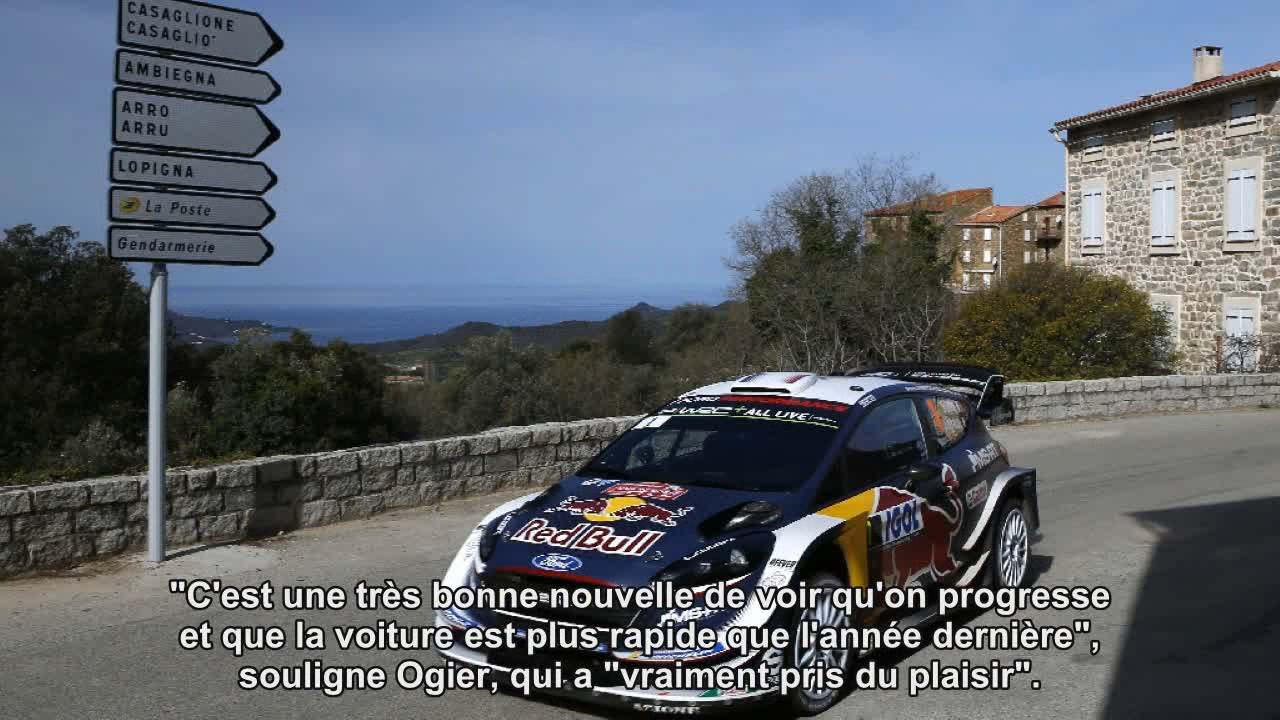 CASAGLIONE
CASAGLIO'
AMBIEGNA
ARRO
ARRU
LOPIGNA
La Poste
Gendarmerie
PERFORMANCE
WRC+ ALL LIVE
1
Red Bull
Ford
IGOL
"C'est une très bonne nouvelle de voir qu'on progresse
et que la voiture est plus rapide que l'année dernière",
souligne Ogier, qui a "vraiment pris du plaisir".